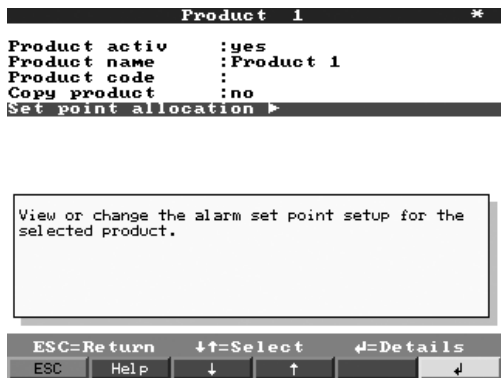 Product 1 *
Product activ :yes
Product name :Product 1
Product code :
Copy product :no
Set point allocation ►
View or change the alarm set point setup for the
selected product.
ESC=Return ↓↑=Select ↲=Details
ESC Help ↓ ↑ ↲